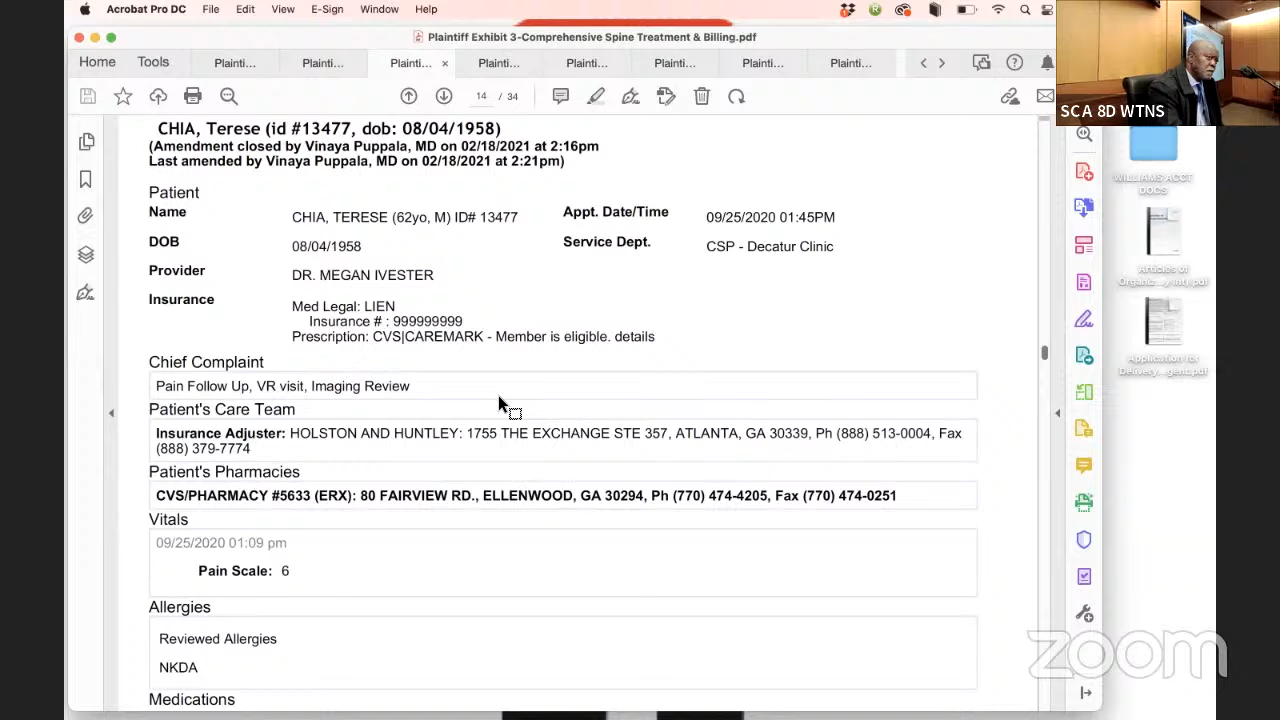 Acrobat Pro DC File Edit View E-Sign Window Help
Plaintiff Exhibit 3-Comprehensive Spine Treatment & Billing.pdf
Home Tools Plainti... Plainti... Plainti... × Plainti... Plainti... Plainti... Plainti... Plainti...
14 / 34
SCA 8D WTNS
CHIA, Terese (id #13477, dob: 08/04/1958)
(Amendment closed by Vinaya Puppala, MD on 02/18/2021 at 2:16pm
Last amended by Vinaya Puppala, MD on 02/18/2021 at 2:21pm)
Patient
Name CHIA, TERESE (62yo, M) ID# 13477 Appt. Date/Time 09/25/2020 01:45PM
DOB 08/04/1958 Service Dept. CSP - Decatur Clinic
Provider DR. MEGAN IVESTER
Insurance Med Legal: LIEN
Insurance # : 999999999
Prescription: CVS|CAREMARK - Member is eligible. details
Chief Complaint
Pain Follow Up, VR visit, Imaging Review
Patient's Care Team
Insurance Adjuster: HOLSTON AND HUNTLEY: 1755 THE EXCHANGE STE 357, ATLANTA, GA 30339, Ph (888) 513-0004, Fax
(888) 379-7774
Patient's Pharmacies
CVS/PHARMACY #5633 (ERX): 80 FAIRVIEW RD., ELLENWOOD, GA 30294, Ph (770) 474-4205, Fax (770) 474-0251
Vitals
09/25/2020 01:09 pm
Pain Scale: 6
Allergies
Reviewed Allergies
NKDA
Medications
WILLIAMS ACCT
DOCS
Articles of
Application for
zoom